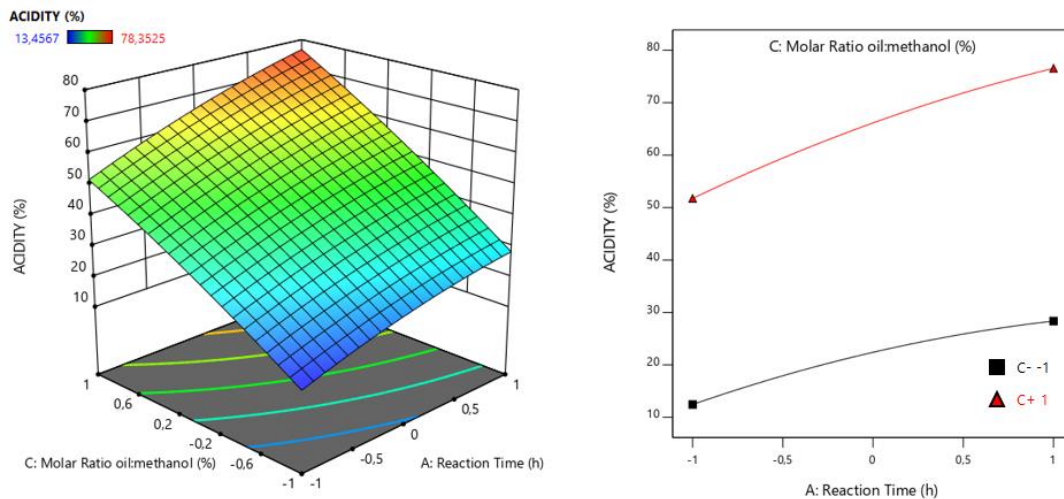 ACIDITY (%)
13,4567 78,3525
80
70
60
50
40
30
20
10
ACIDITY (%)
1
0,6
0,2
-0,2
-0,6
-1
C: Molar Ratio oil:methanol (%)
-1
-0,5
0
0,5
1
A: Reaction Time (h)
C: Molar Ratio oil:methanol (%)
80
70
60
50
40
30
20
10
ACIDITY (%)
C- -1
C+ 1
-1 -0,5 0 0,5 1
A: Reaction Time (h)